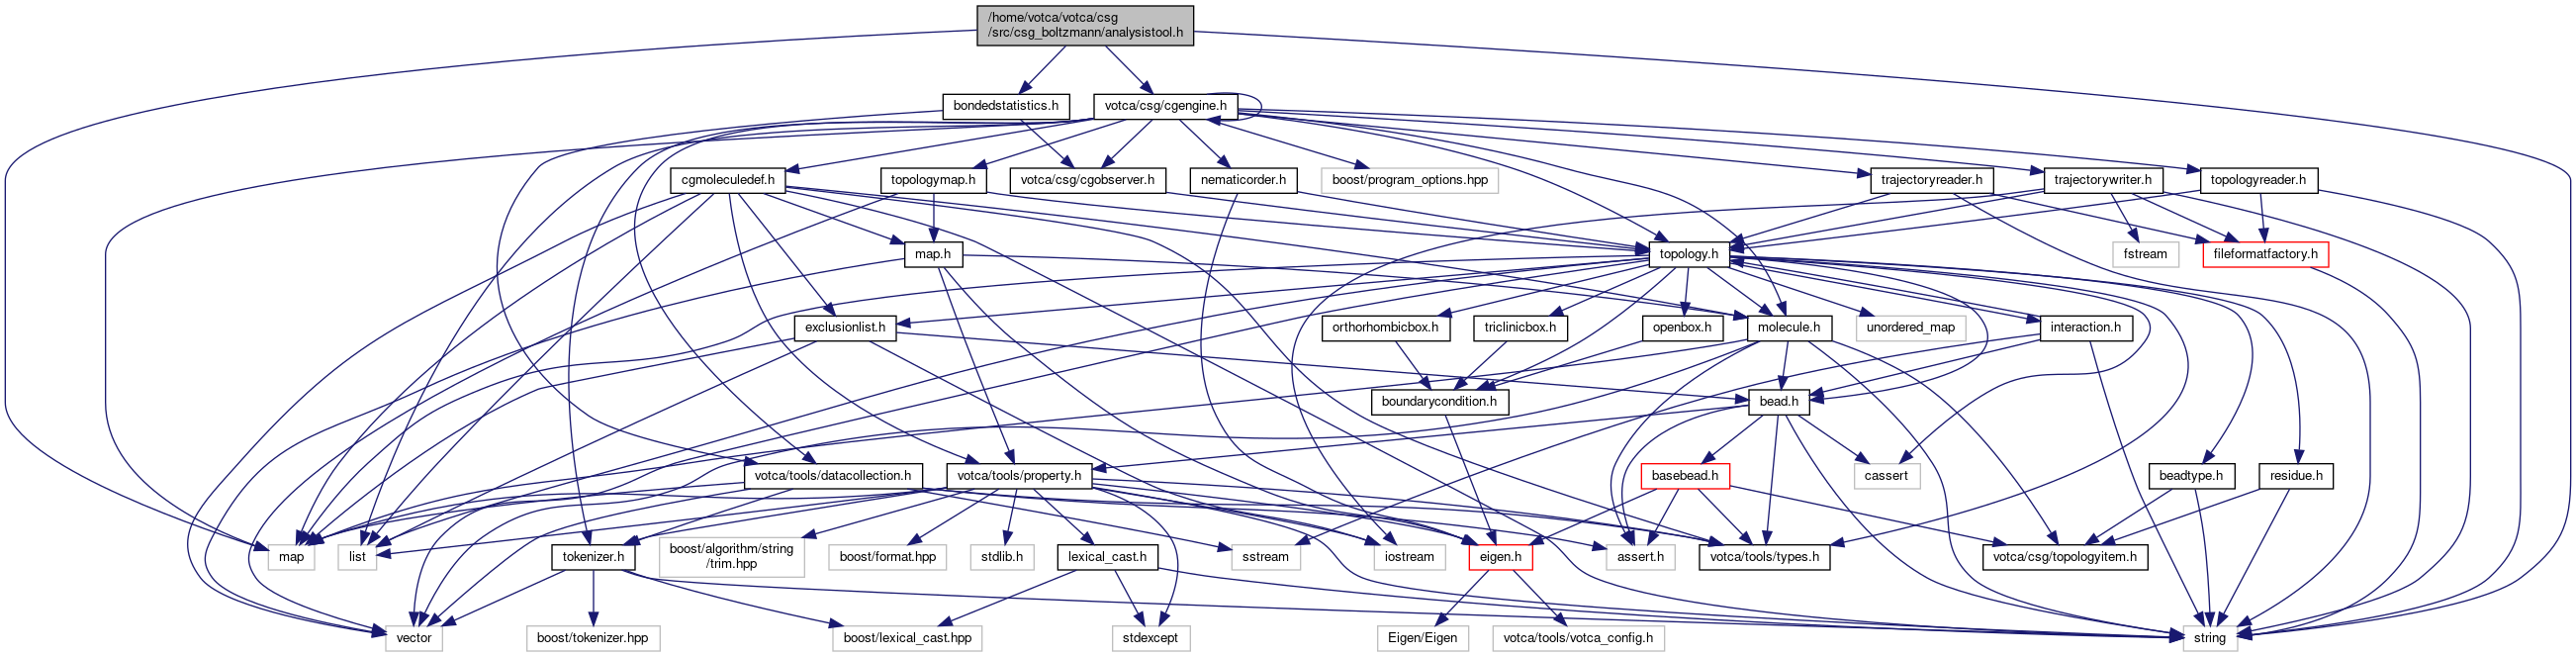 /home/votca/votca/csg
/src/csg_boltzmann/analysistool.h
bondedstatistics.h
votca/csg/cgengine.h
cgmoleculedef.h
topologymap.h
votca/csg/cgobserver.h
nematicorder.h
boost/program_options.hpp
trajectoryreader.h
trajectorywriter.h
topologyreader.h
map.h
topology.h
fstream
fileformatfactory.h
exclusionlist.h
orthorhombicbox.h
triclinicbox.h
openbox.h
molecule.h
unordered_map
interaction.h
boundarycondition.h
bead.h
votca/tools/datacollection.h
votca/tools/property.h
basebead.h
cassert
beadtype.h
residue.h
map
list
tokenizer.h
boost/algorithm/string
/trim.hpp
boost/format.hpp
stdlib.h
lexical_cast.h
sstream
iostream
eigen.h
assert.h
votca/tools/types.h
votca/csg/topologyitem.h
vector
boost/tokenizer.hpp
boost/lexical_cast.hpp
stdexcept
Eigen/Eigen
votca/tools/votca_config.h
string